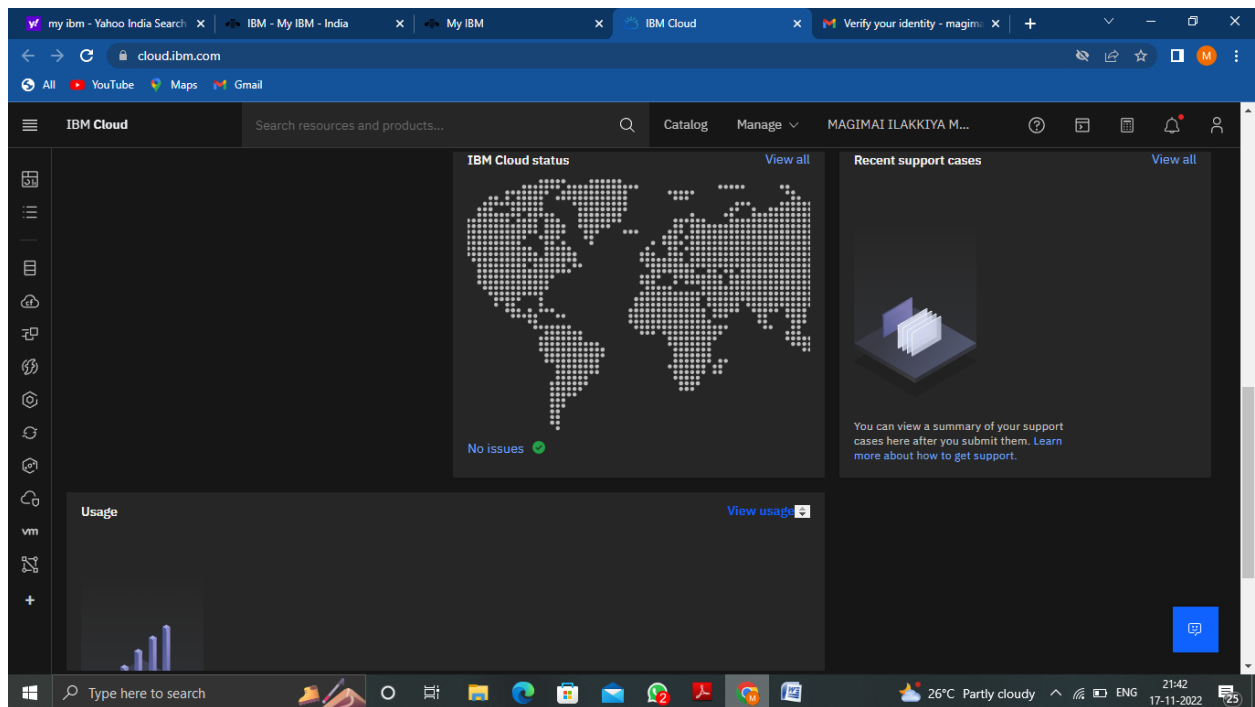 my ibm - Yahoo India Search
IBM - My IBM - India
My IBM
IBM Cloud
Verify your identity - magima
cloud.ibm.com
M
All
YouTube
Maps
Gmail
IBM Cloud
Search resources and products...
Catalog
Manage
MAGIMAI ILAKKIYA M...
IBM Cloud status
View all
Recent support cases
View all
No issues
You can view a summary of your support
cases here after you submit them. Learn
more about how to get support.
Usage
View usage
vm
Type here to search
2
26°C Partly cloudy
ENG
21:42
17-11-2022
25